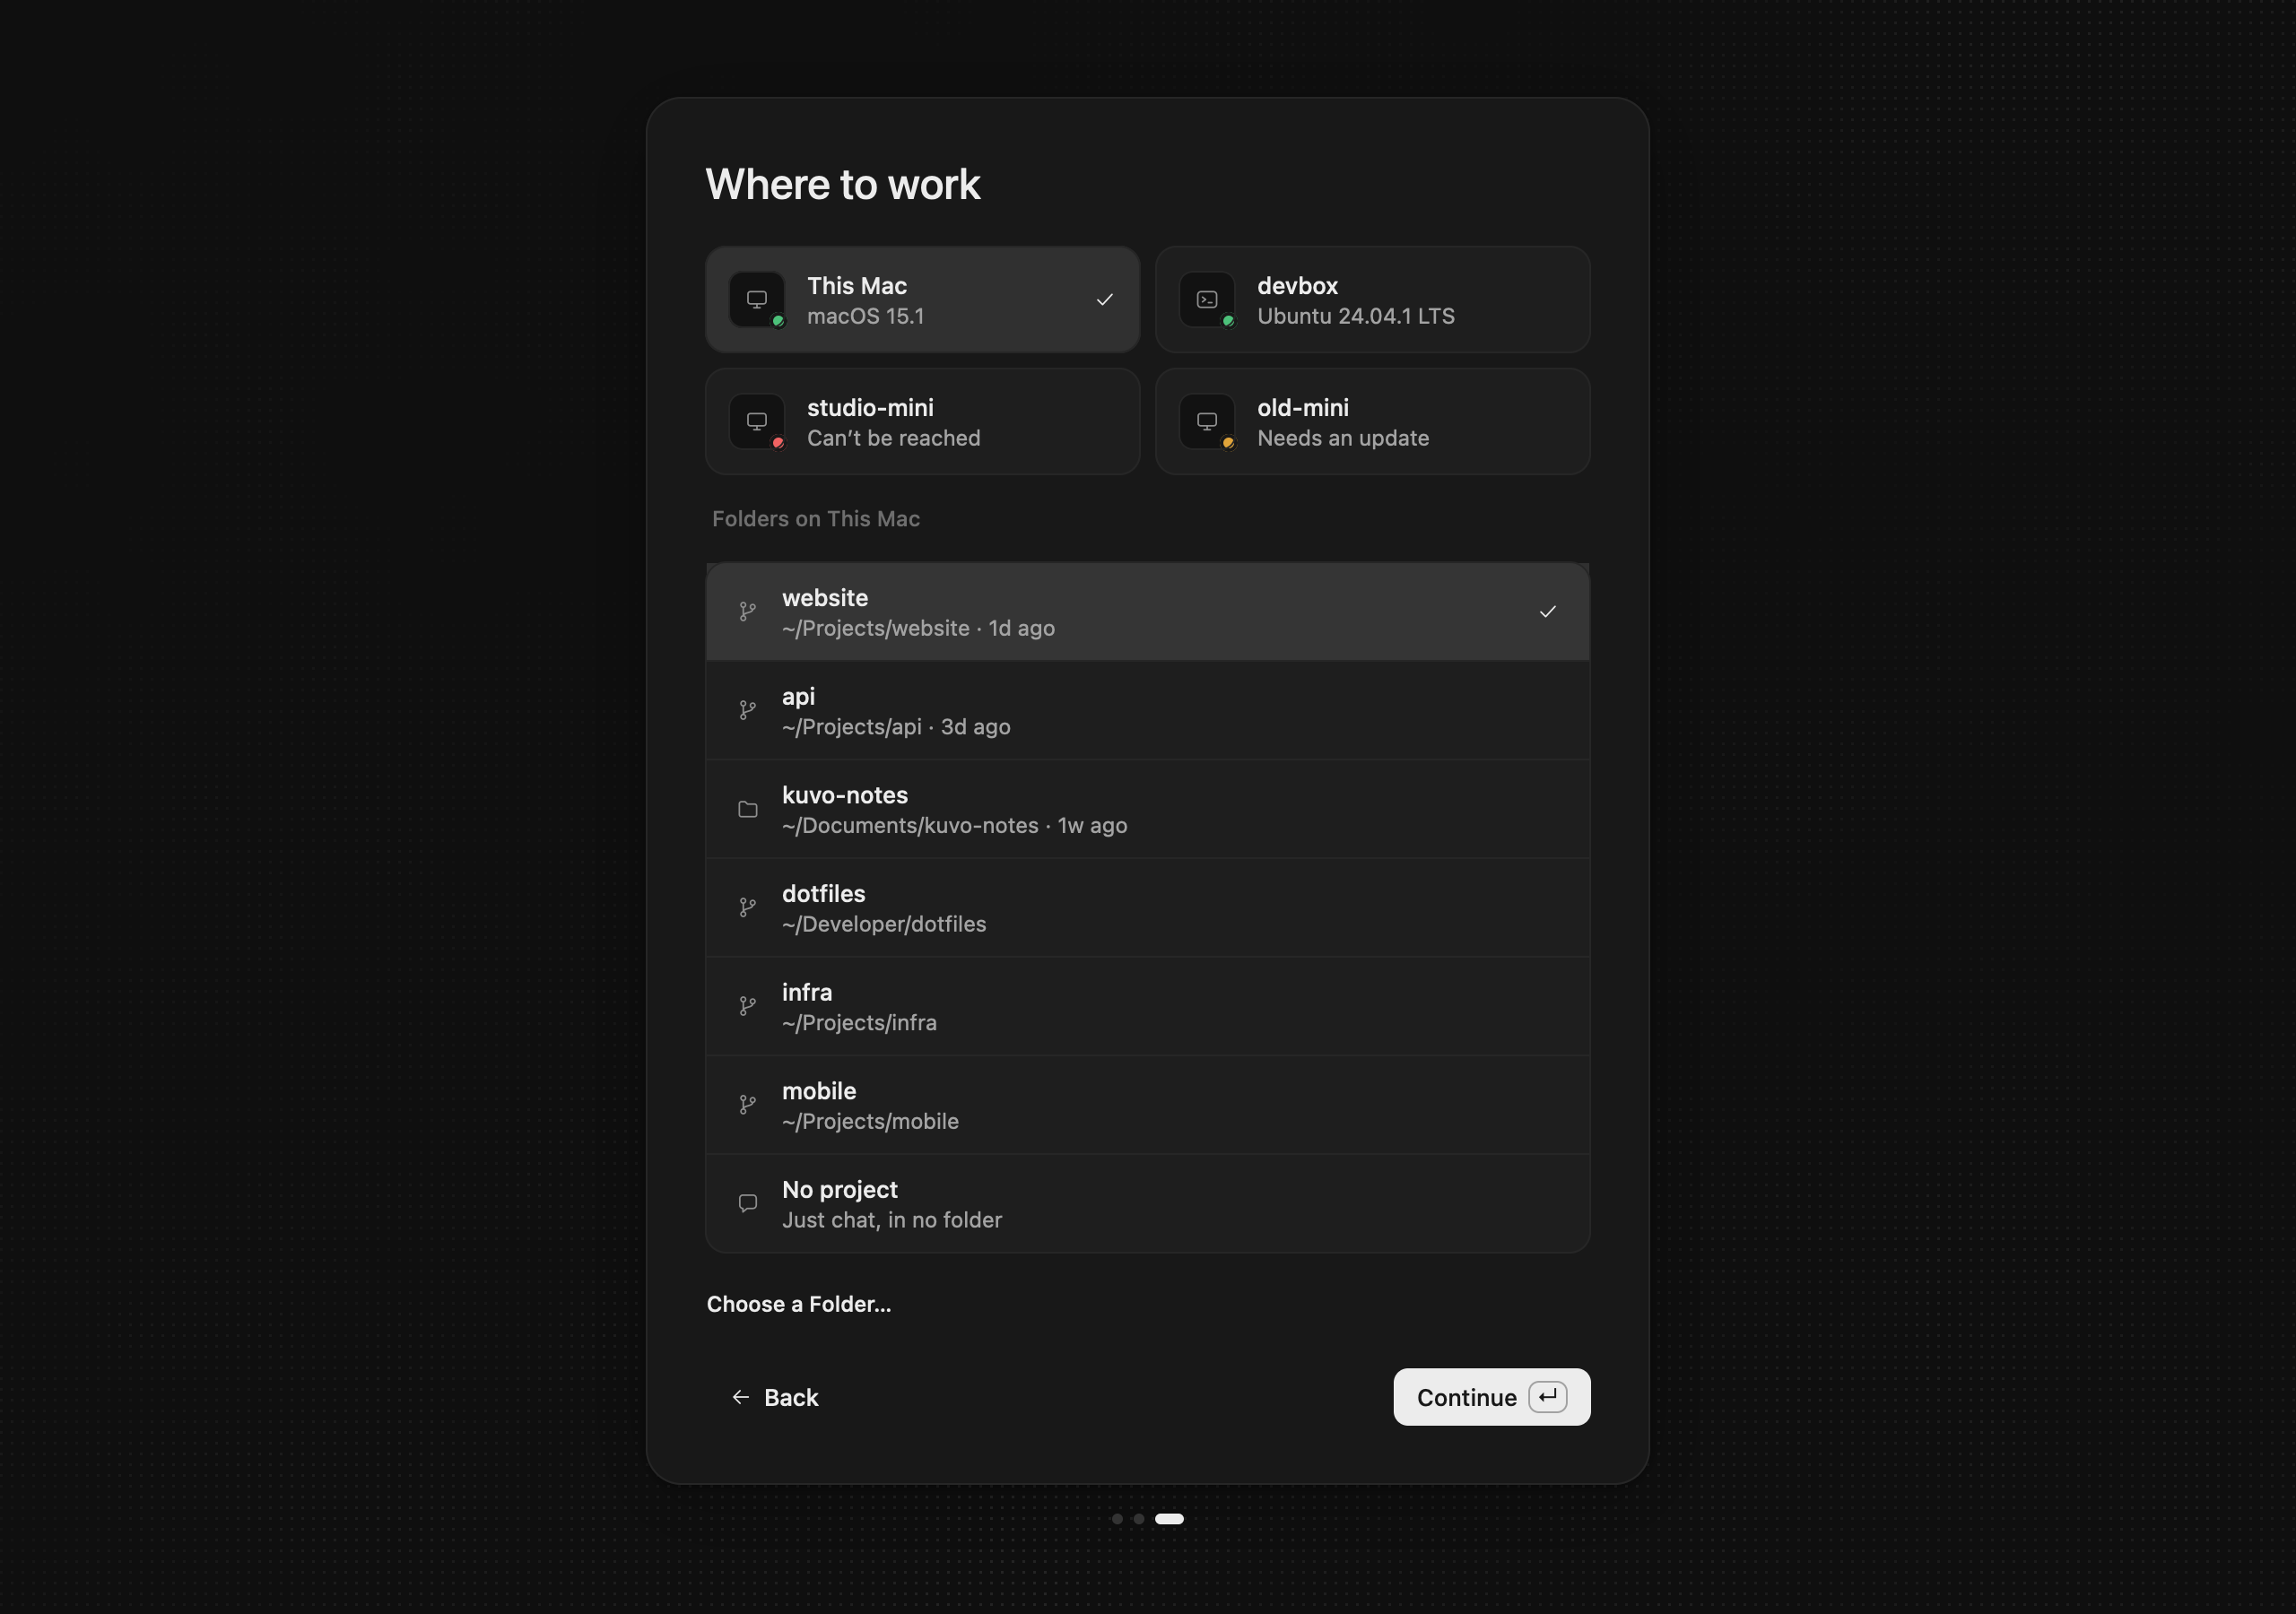 Where to work
This Mac
macOS 15.1
devbox
Ubuntu 24.04.1 LTS
studio-mini
Can’t be reached
old-mini
Needs an update
Folders on This Mac
website
~/Projects/website · 1d ago
api
~/Projects/api · 3d ago
kuvo-notes
~/Documents/kuvo-notes · 1w ago
dotfiles
~/Developer/dotfiles
infra
~/Projects/infra
mobile
~/Projects/mobile
No project
Just chat, in no folder
Choose a Folder...
Back
Continue